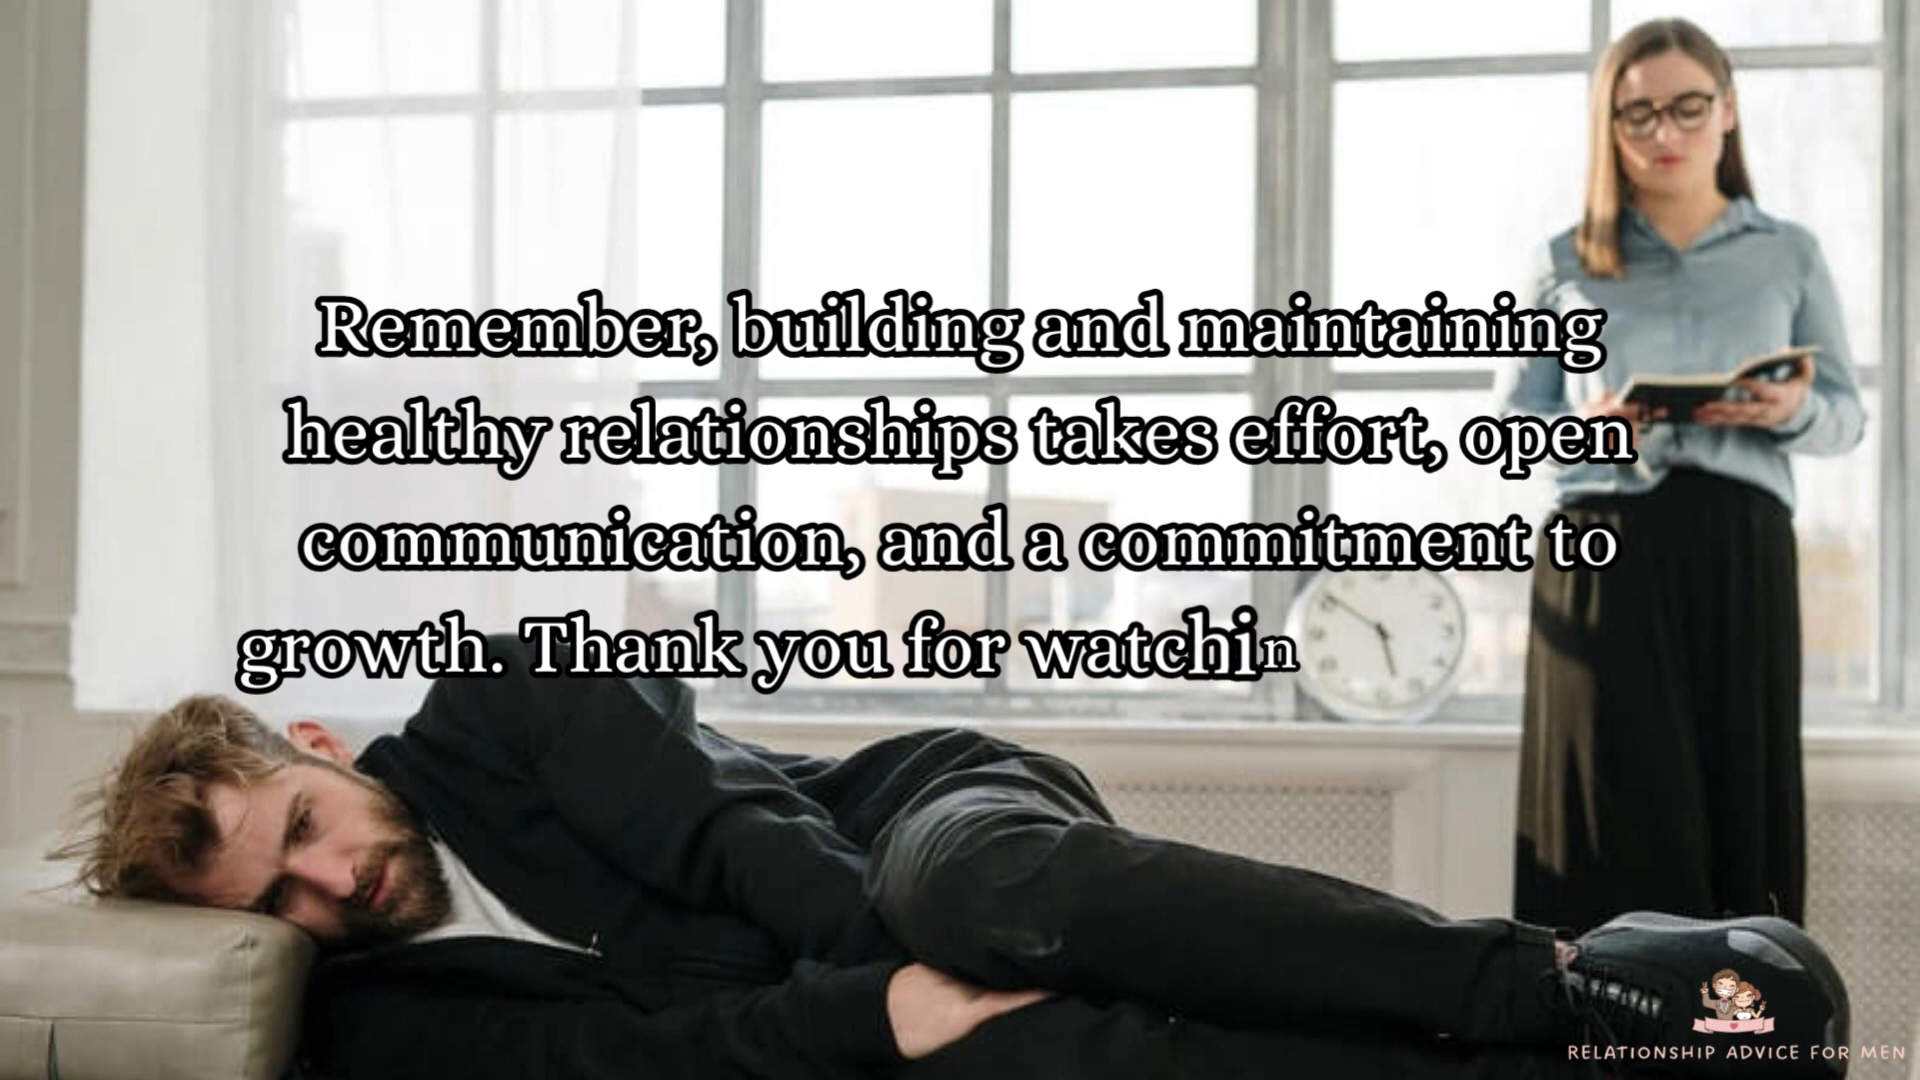 Remember, building and maintaining
healthy relationships takes effort, open
communication, and a commitment to
growth. Thank you for watchin
RELATIONSHIP ADVICE FOR MEN